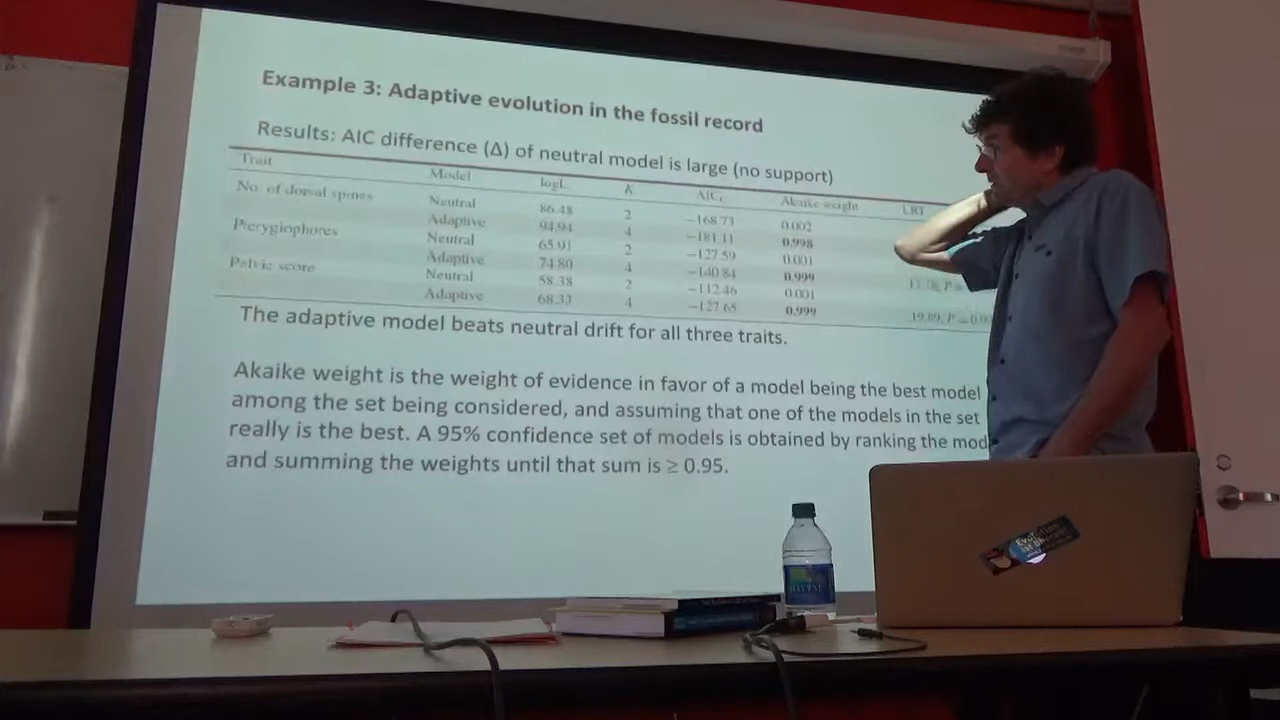 Example 3: Adaptive evolution in the fossil record
Results: AIC difference (Δ) of neutral model is large (no support)
Trait Model logL K AICc Akaike weight LRT
No. of dorsal spines Neutral 86.48 2 −168.73 0.002
Adaptive 94.94 4 −181.11 0.998
Pterygiophores Neutral 65.91 2 −127.59 0.001
Adaptive 74.80 4 −140.84 0.999
Pelvic score Neutral 58.38 2 −112.46 0.001
Adaptive 68.33 4 −127.65 0.999 19.89, P
The adaptive model beats neutral drift for all three traits.
Akaike weight is the weight of evidence in favor of a model being the best model
among the set being considered, and assuming that one of the models in the set
really is the best. A 95% confidence set of models is obtained by ranking the mod
and summing the weights until that sum is ≥ 0.95.
Evolution